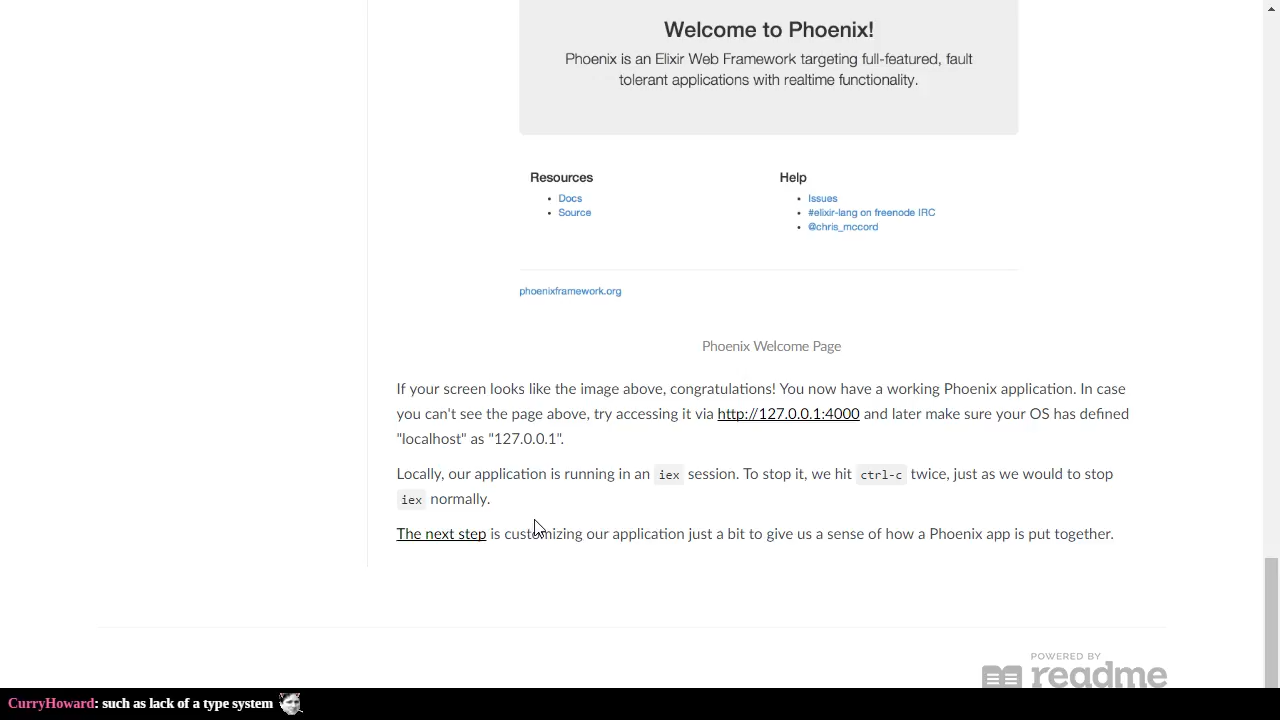 Welcome to Phoenix!
Phoenix is an Elixir Web Framework targeting full-featured, fault
tolerant applications with realtime functionality.
Resources
Docs
Source
Help
Issues
#elixir-lang on freenode IRC
@chris_mccord
phoenixframework.org
Phoenix Welcome Page
If your screen looks like the image above, congratulations! You now have a working Phoenix application. In case
you can't see the page above, try accessing it via http://127.0.0.1:4000 and later make sure your OS has defined
"localhost" as "127.0.0.1".
Locally, our application is running in an iex session. To stop it, we hit ctrl-c twice, just as we would to stop
iex normally.
The next step is customizing our application just a bit to give us a sense of how a Phoenix app is put together.
POWERED BY
readme
CurryHoward: such as lack of a type system